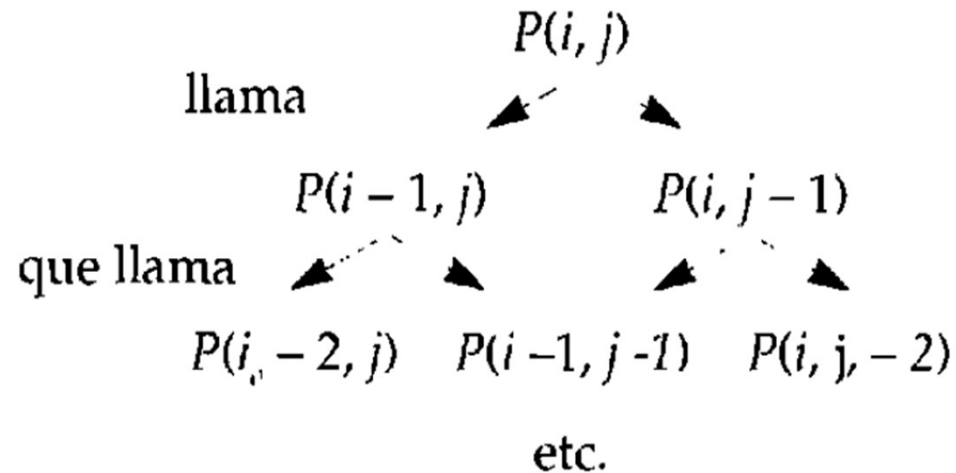 P(i, j)
llama
P(i – 1, j) P(i, j – 1)
que llama
P(i, – 2, j) P(i –1, j -1) P(i, j, – 2)
etc.